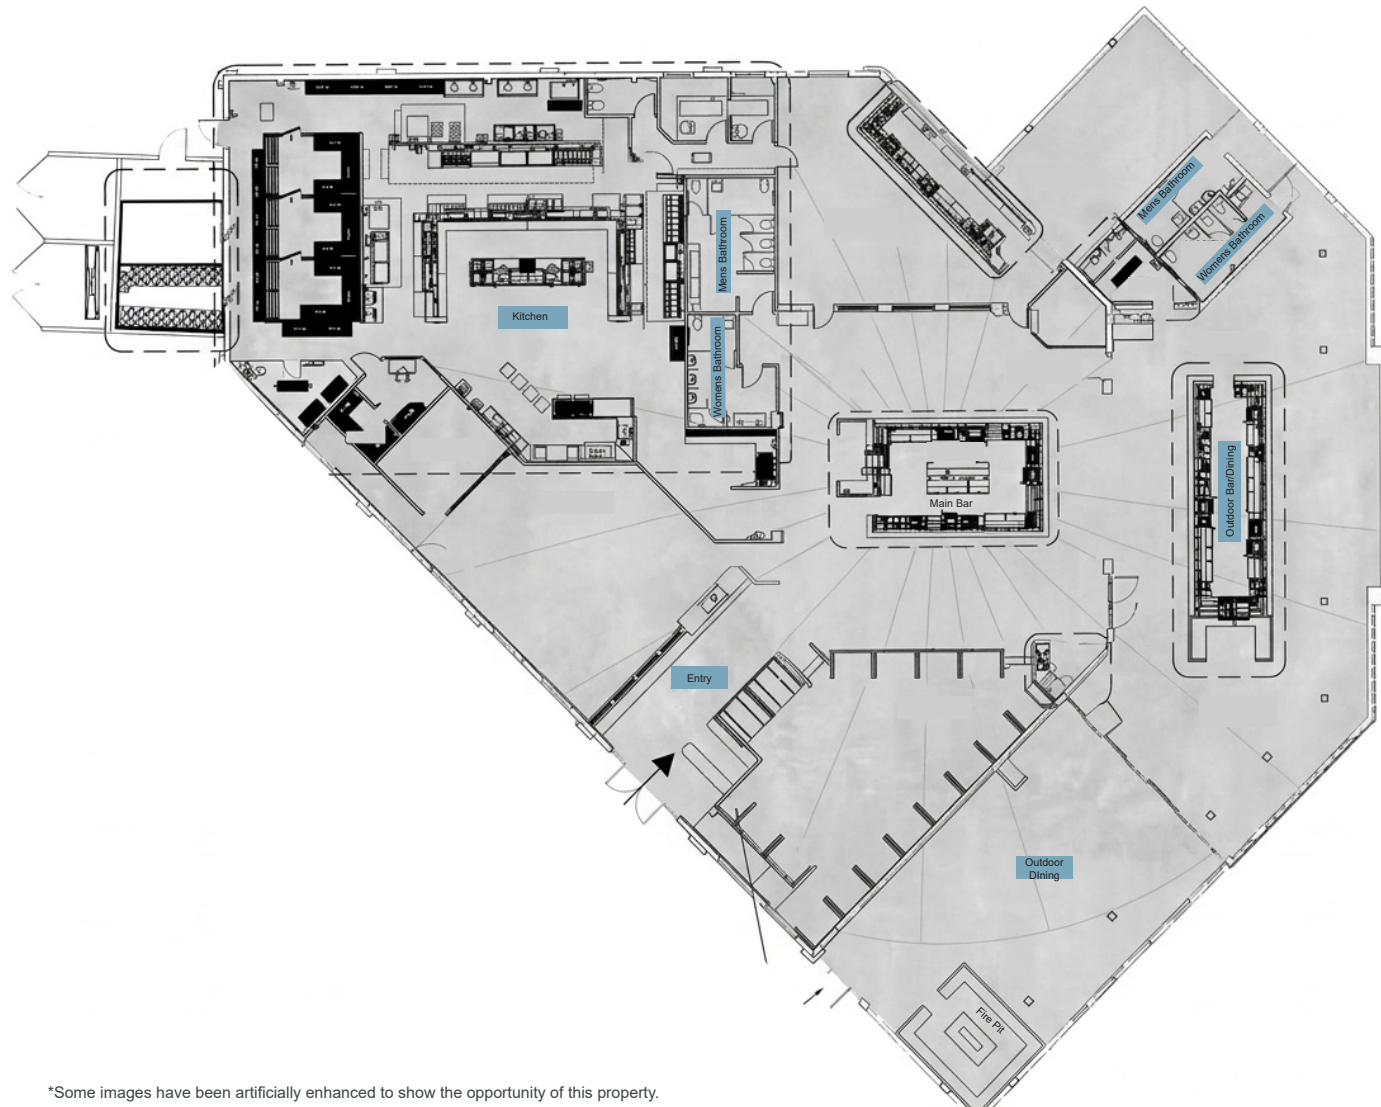 Mens Bathroom
Womens Bathroom
Mens Bathroom
Kitchen
Womens Bathroom
Outdoor Bar/Dining
Main Bar
Entry
Outdoor
DIning
Fire Pit
*Some images have been artificially enhanced to show the opportunity of this property.